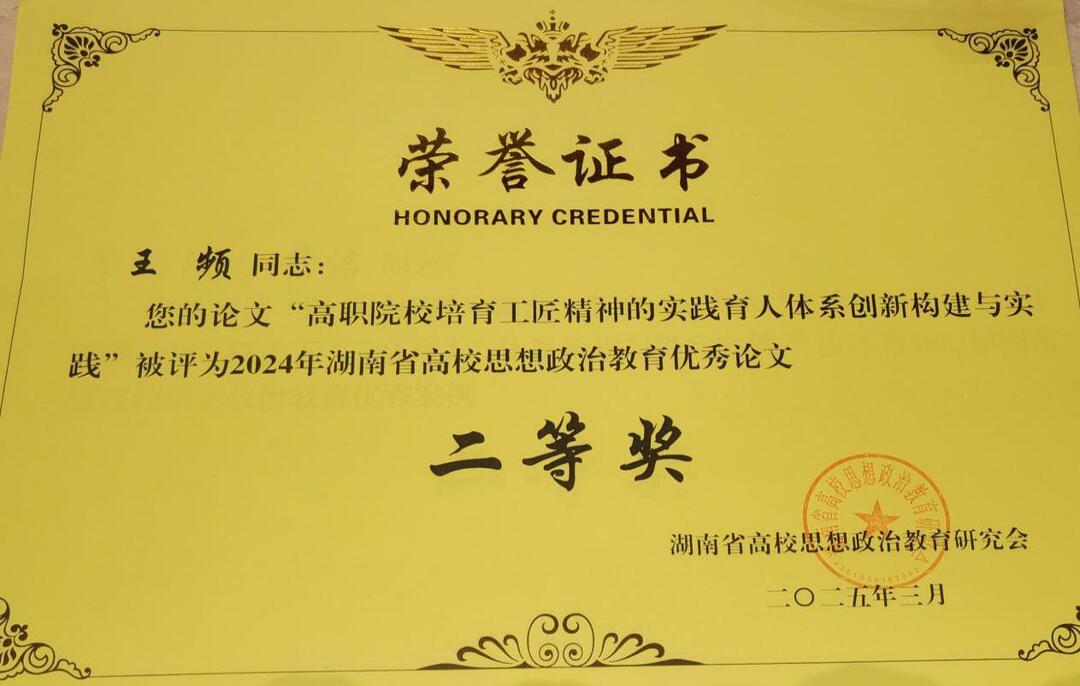 荣誉证书
HONORARY CREDENTIAL
王 频 同志：
您的论文“高职院校培育工匠精神的实践育人体系创新构建与实
践”被评为2024年湖南省高校思想政治教育优秀论文
二等奖
湖南省高校思想政治教育研究会
二〇二五年三月